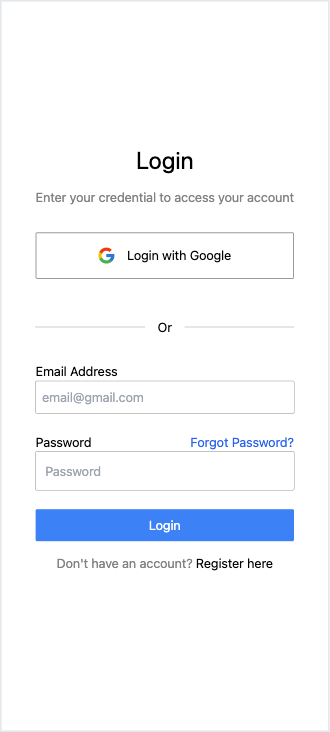 Login
Enter your credential to access your account
Login with Google
Or
Email Address
email@gmail.com
Password Forgot Password?
Password
Login
Don't have an account? Register here